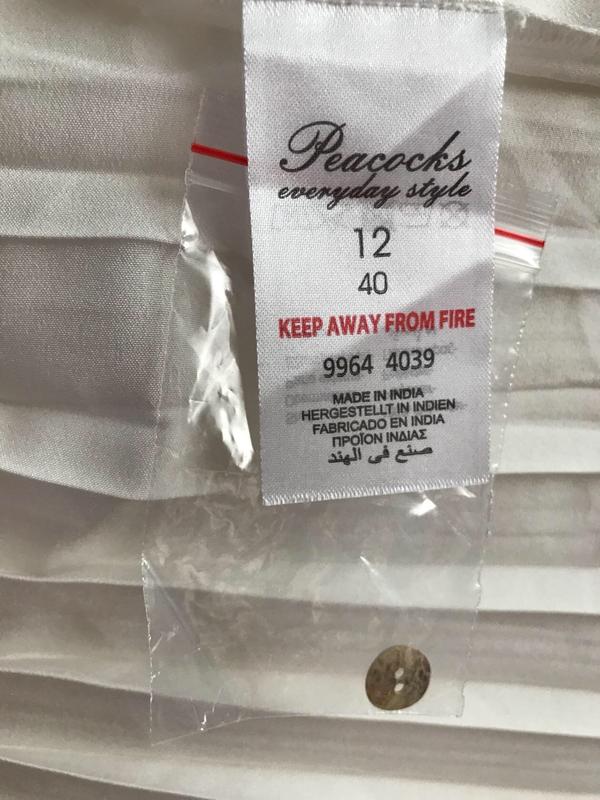 Peacocks
everyday style
12
40
KEEP AWAY FROM FIRE
9964 4039
MADE IN INDIA
HERGESTELLT IN INDIEN
FABRICADO EN INDIA
ΠΡΟΪΟΝ ΙΝΔΙΑΣ
صنع فى الهند